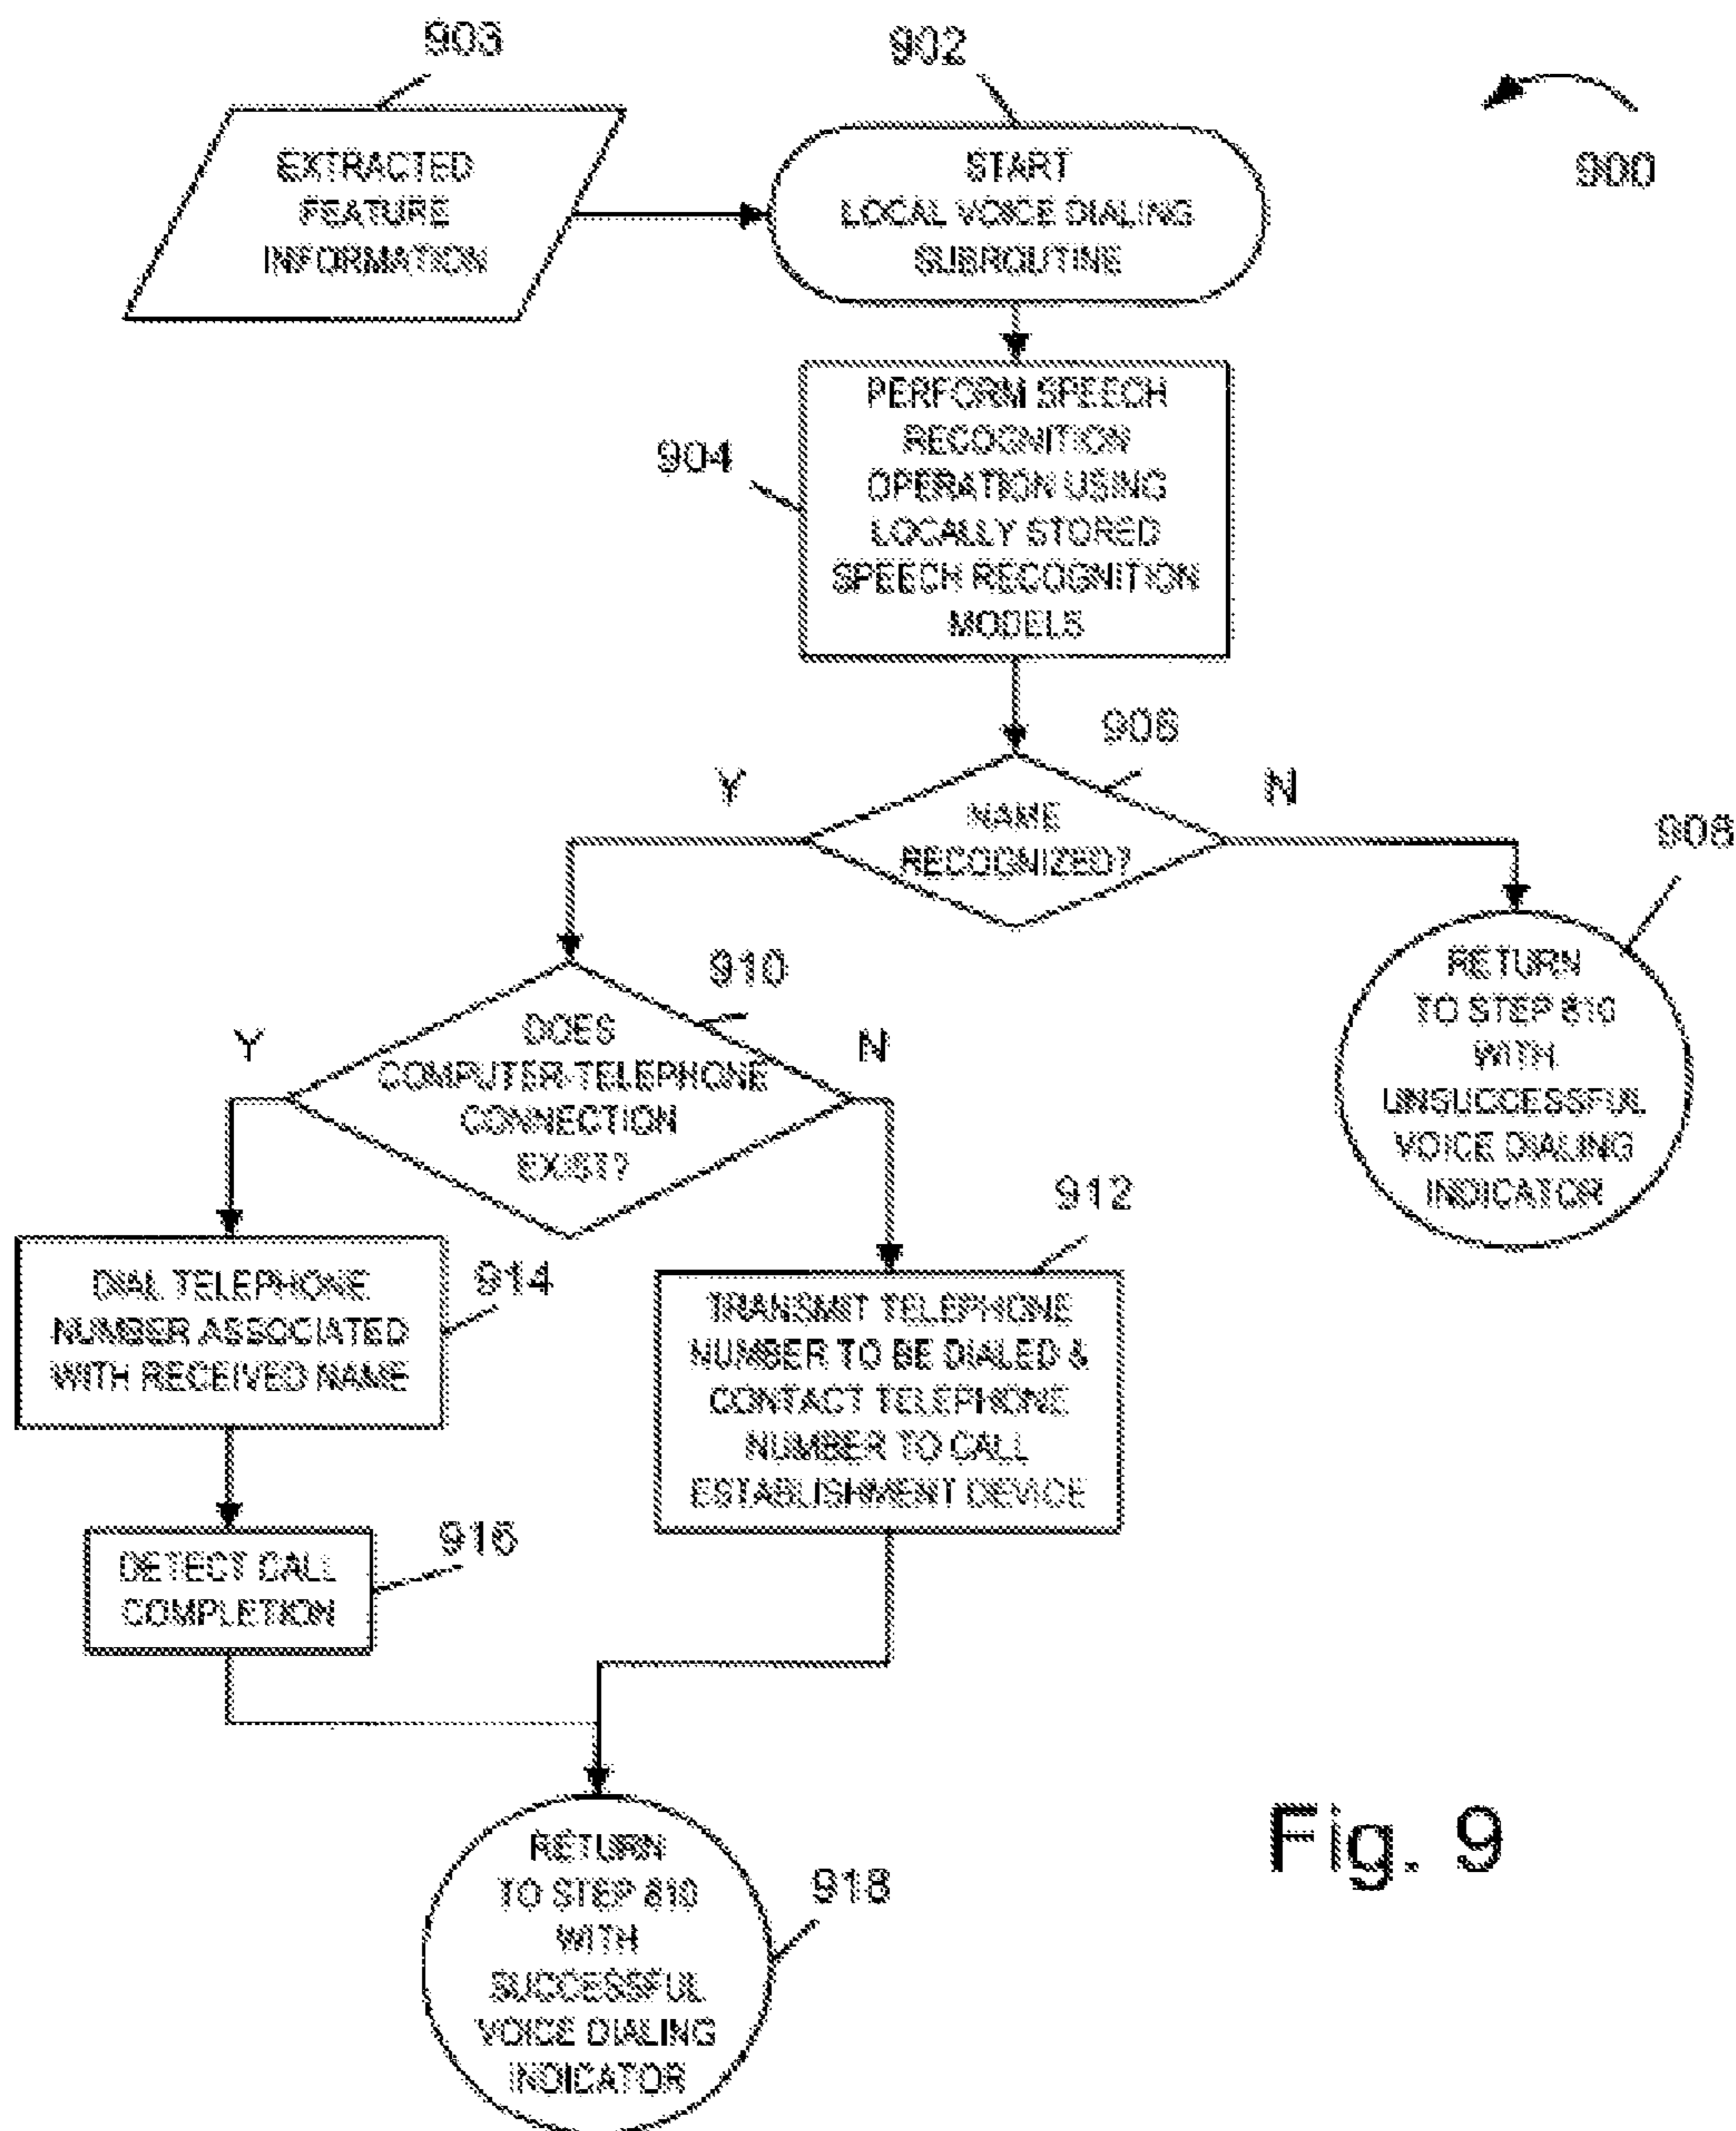 903
902
900
EXTRACTED
FEATURE
INFORMATION
START
LOCAL VOICE DIALING
SUBROUTINE
904
PERFORM SPEECH
RECOGNITION
OPERATION USING
LOCALLY STORED
SPEECH RECOGNITION
MODELS
Y
N
NAME
RECOGNIZED?
910
Y
N
DOES
COMPUTER-TELEPHONE
CONNECTION
EXIST?
RETURN
TO STEP 810
WITH
UNSUCCESSFUL
VOICE DIALING
INDICATOR
914
DIAL TELEPHONE
NUMBER ASSOCIATED
WITH RECEIVED NAME
912
TRANSMIT TELEPHONE
NUMBER TO BE DIALED &
CONTACT TELEPHONE
NUMBER TO CALL
ESTABLISHMENT DEVICE
916
DETECT CALL
COMPLETION
918
RETURN
TO STEP 810
WITH
SUCCESSFUL
VOICE DIALING
INDICATOR
Fig. 9